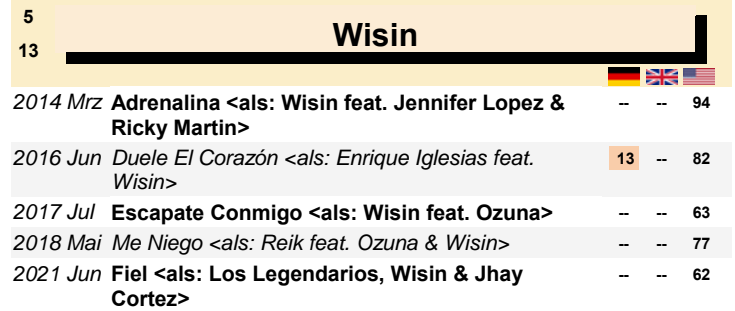 5
Wisin
13
2014 Mrz Adrenalina <als: Wisin feat. Jennifer Lopez & -- -- 94
Ricky Martin>
2016 Jun Duele El Corazón <als: Enrique Iglesias feat. 13 -- 82
Wisin>
2017 Jul Escapate Conmigo <als: Wisin feat. Ozuna> -- -- 63
2018 Mai Me Niego <als: Reik feat. Ozuna & Wisin> -- -- 77
2021 Jun Fiel <als: Los Legendarios, Wisin & Jhay -- -- 62
Cortez>